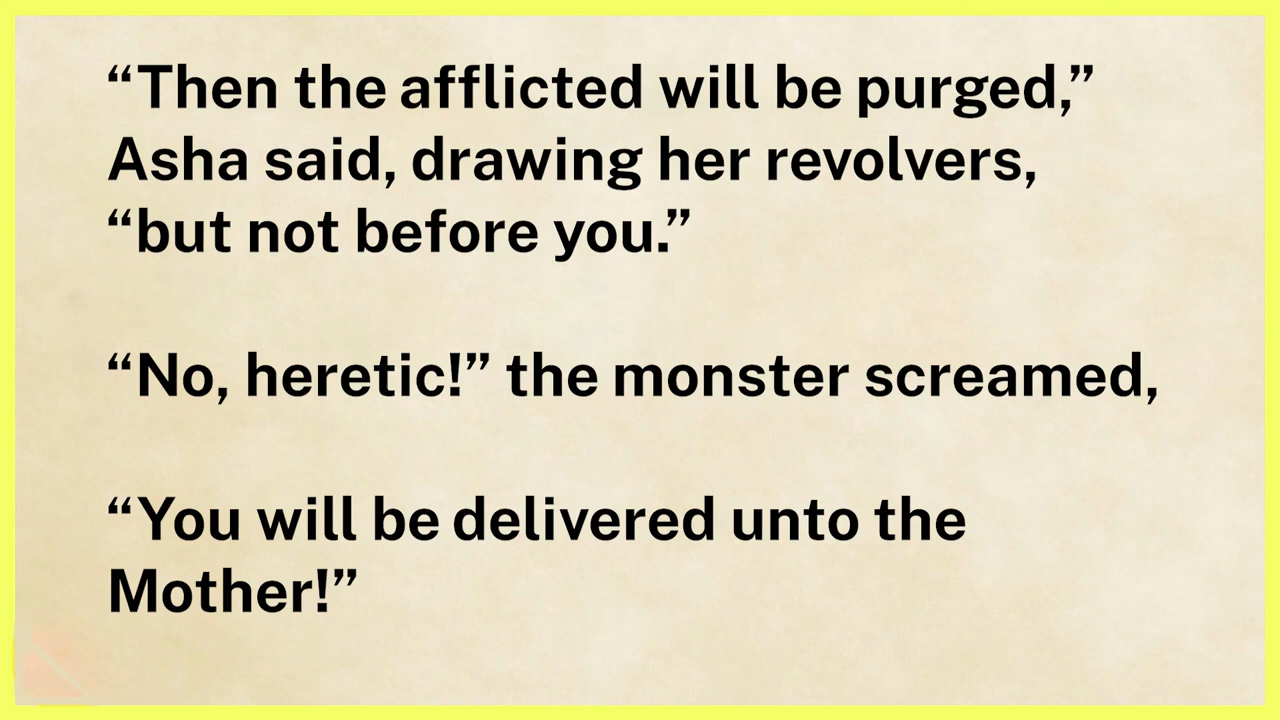 “Then the afflicted will be purged,”
Asha said, drawing her revolvers,
“but not before you.”
“No, heretic!” the monster screamed,
“You will be delivered unto the
Mother!”